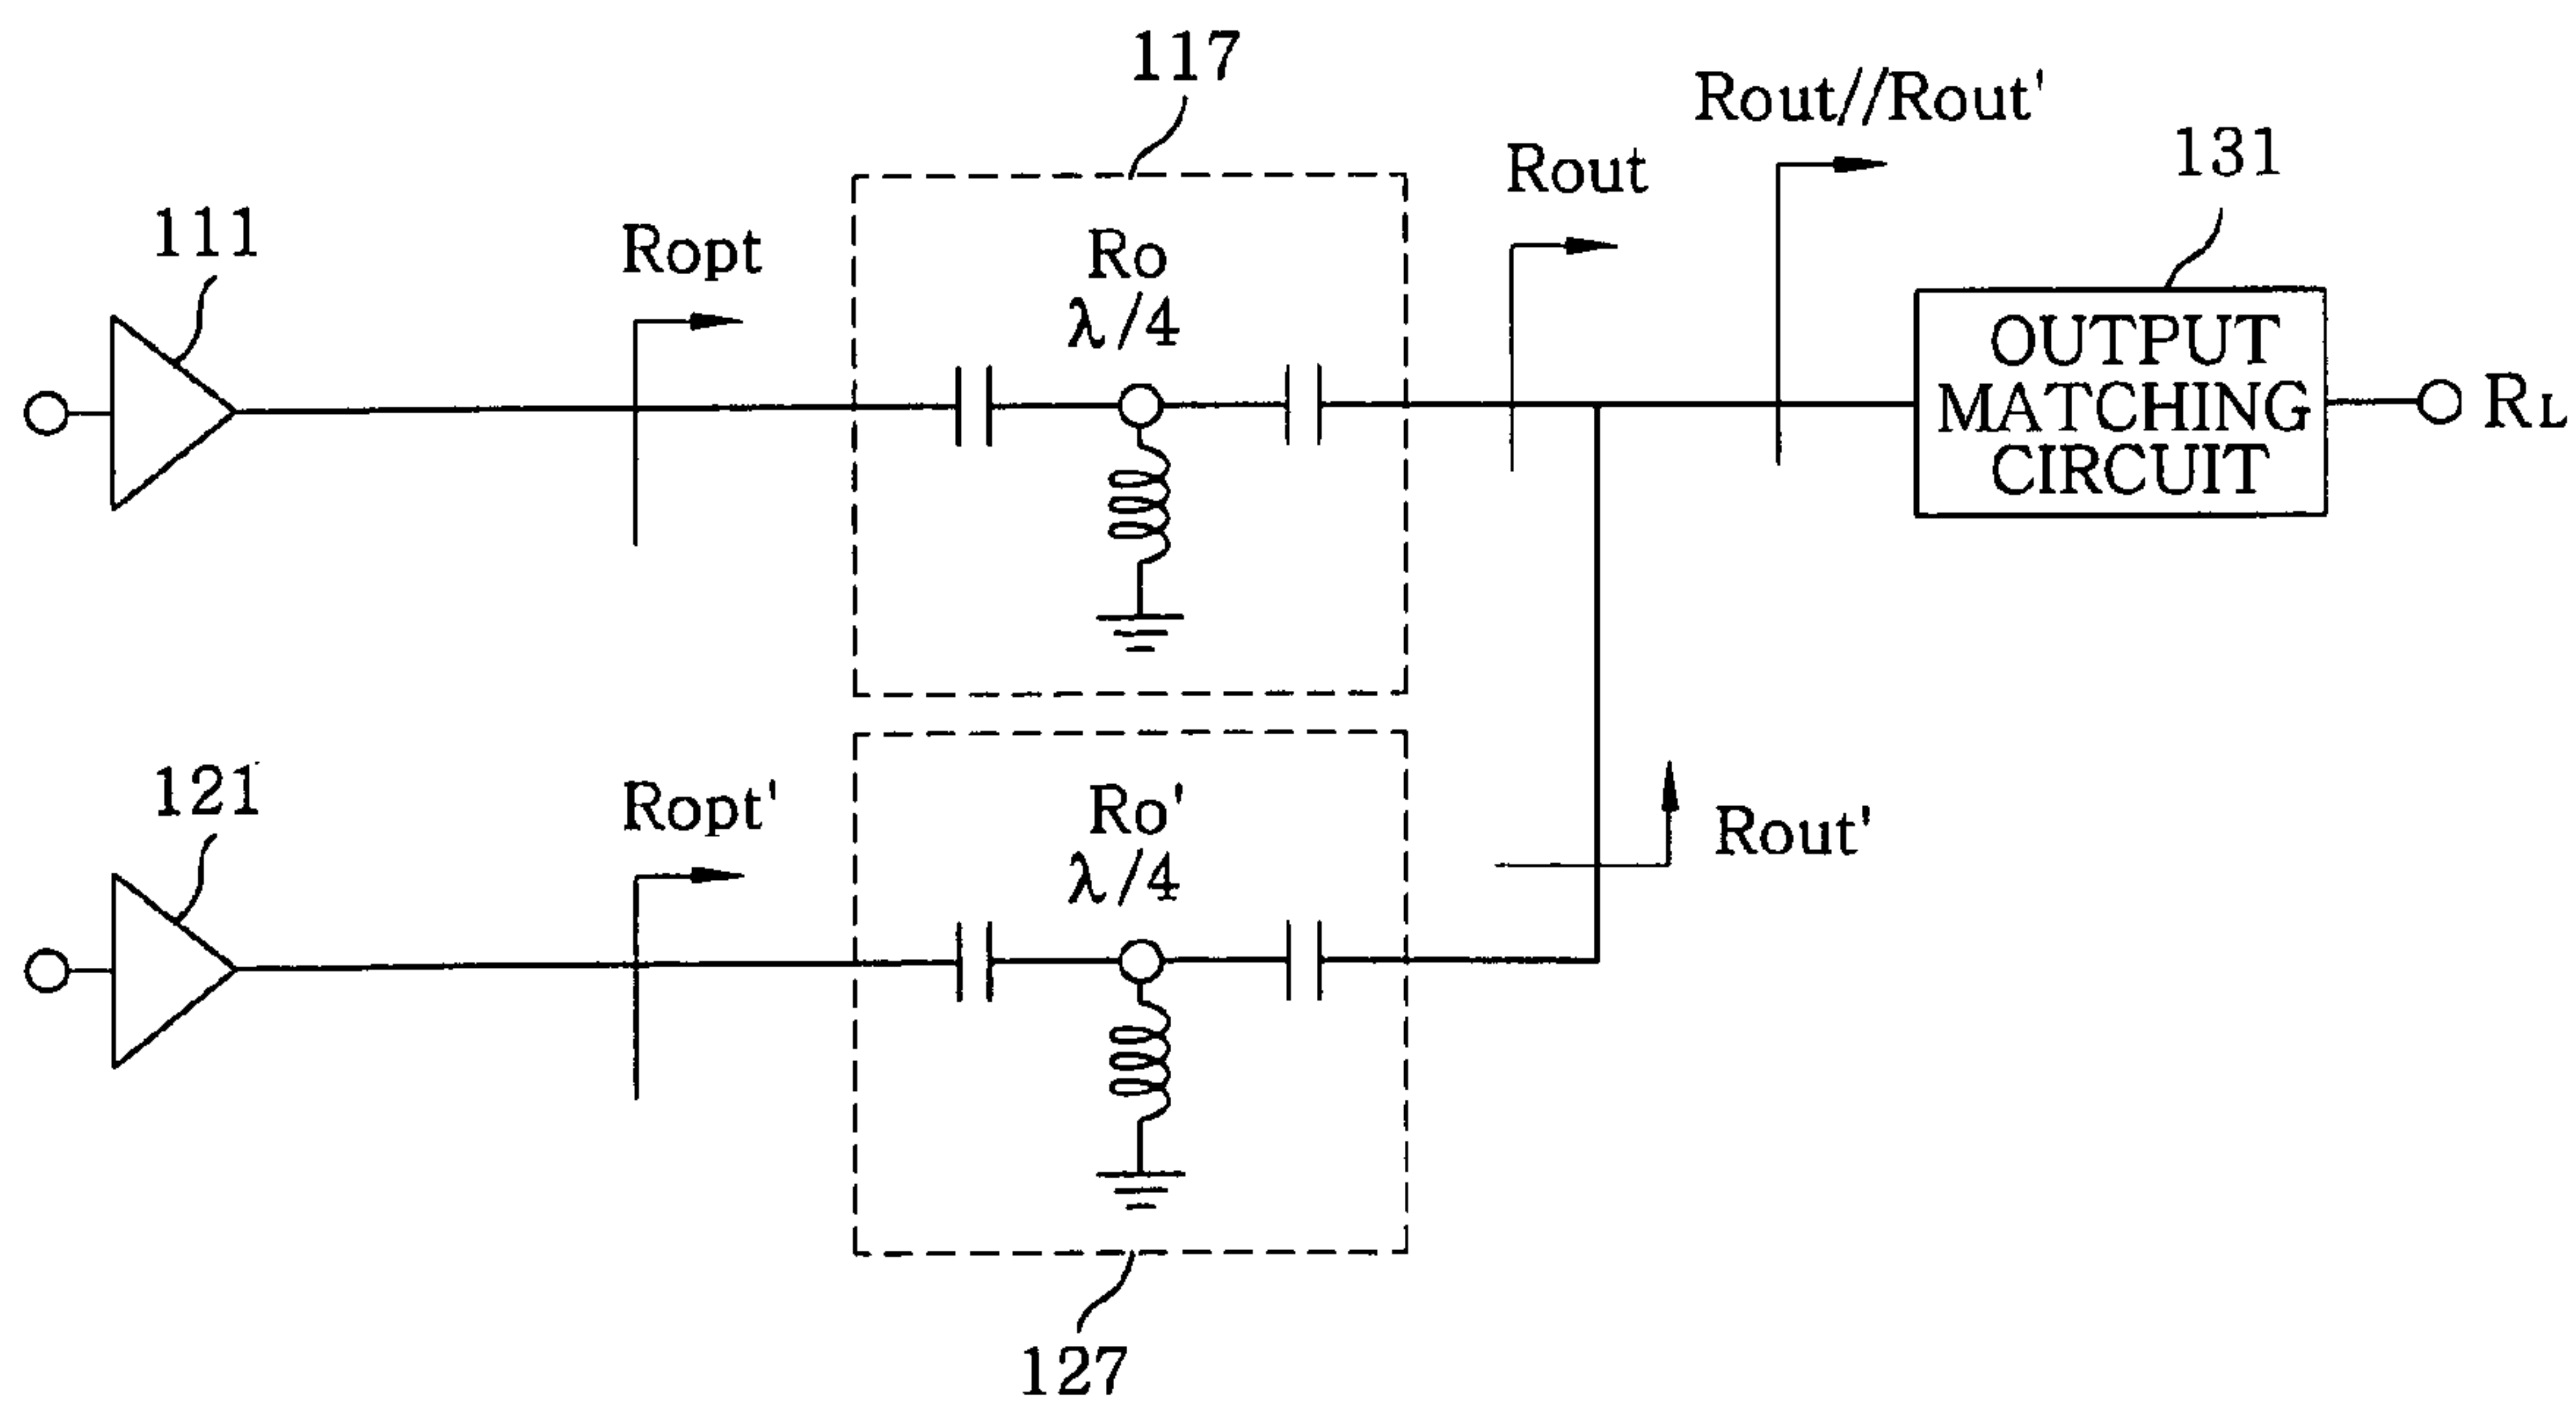 117
Rout//Rout'
131
Rout
111
Ropt
Ro
λ/4
OUTPUT
MATCHING
CIRCUIT
RL
121
Ropt'
Ro'
λ/4
Rout'
127